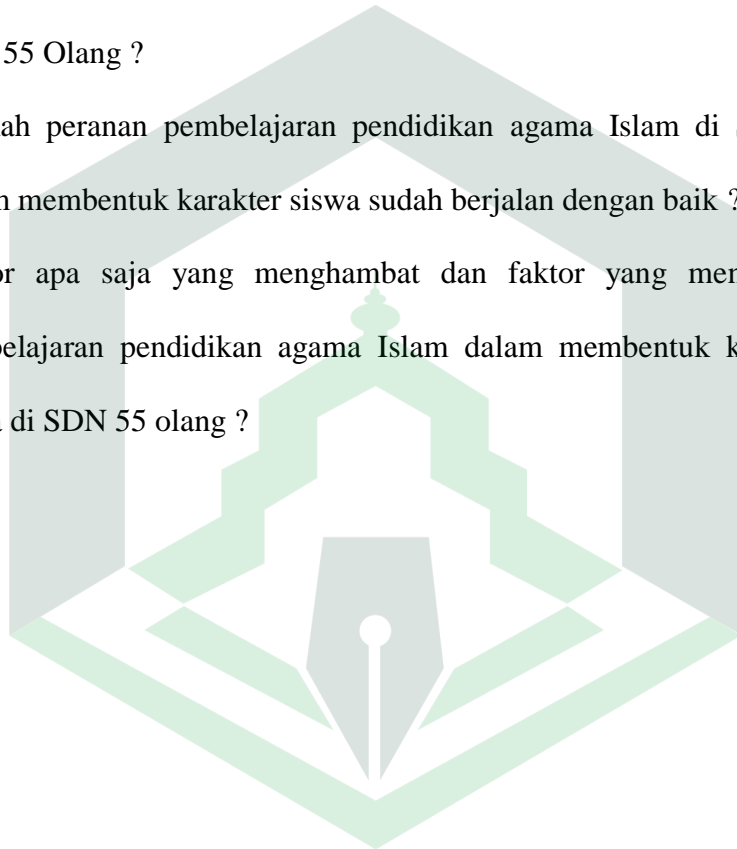 55 Olang ?
ah peranan pembelajaran pendidikan agama Islam di
membentuk karakter siswa sudah berjalan dengan baik ?
or apa saja yang menghambat dan faktor yang men
belajaran pendidikan agama Islam dalam membentuk k
di SDN 55 olang ?